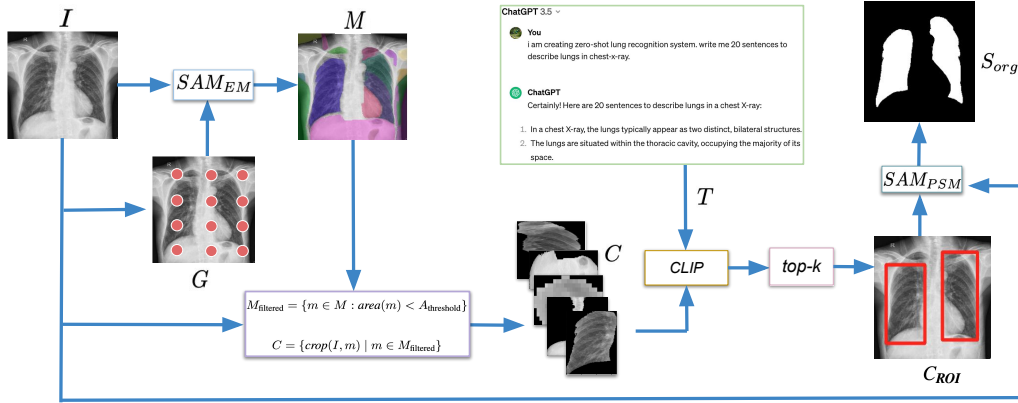 I
M
SAM_EM
G
ChatGPT 3.5
You
i am creating zero-shot lung recognition system. write me 20 sentences to
describe lungs in chest-x-ray.
ChatGPT
Certainly! Here are 20 sentences to describe lungs in a chest X-ray:
1. In a chest X-ray, the lungs typically appear as two distinct, bilateral structures.
2. The lungs are situated within the thoracic cavity, occupying the majority of its
space.
T
S_org
SAM_PSM
C
CLIP
top-k
M_filtered = {m ∈ M : area(m) < A_threshold}
C = {crop(I, m) | m ∈ M_filtered}
C_ROI